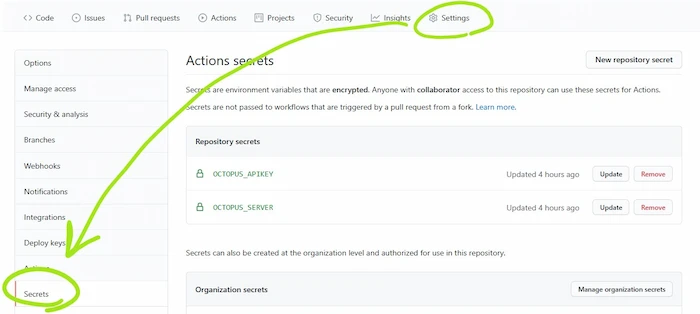 Code Issues Pull requests Actions Projects Security Insights Settings
Options
Manage access
Security & analysis
Branches
Webhooks
Notifications
Integrations
Deploy keys
Secrets
Actions secrets
New repository secret
Secrets are environment variables that are encrypted. Anyone with collaborator access to this repository can use these secrets for Actions.
Secrets are not passed to workflows that are triggered by a pull request from a fork. Learn more.
Repository secrets
OCTOPUS_APIKEY Updated 4 hours ago Update Remove
OCTOPUS_SERVER Updated 4 hours ago Update Remove
Secrets can also be created at the organization level and authorized for use in this repository.
Organization secrets Manage organization secrets